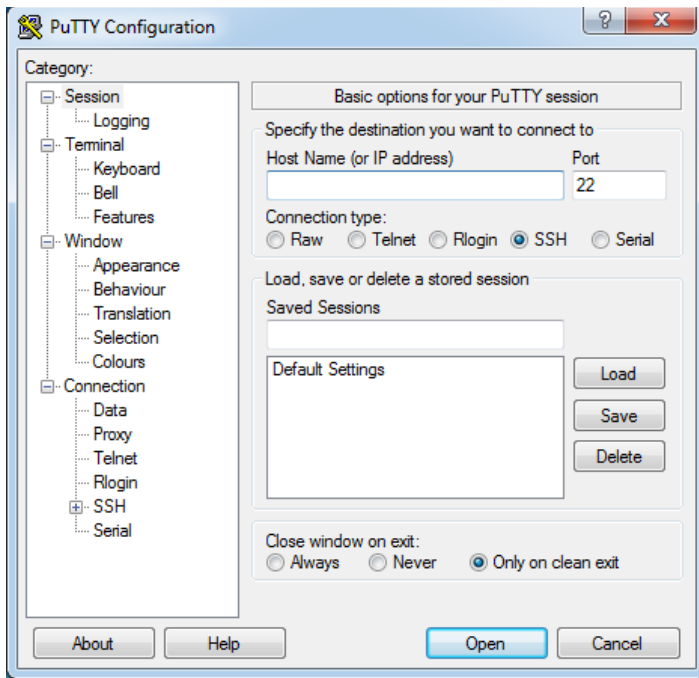 PuTTY Configuration
?
Category:
Session
Logging
Terminal
Keyboard
Bell
Features
Window
Appearance
Behaviour
Translation
Selection
Colours
Connection
Data
Proxy
Telnet
Rlogin
SSH
Serial
Basic options for your PuTTY session
Specify the destination you want to connect to
Host Name (or IP address) Port
22
Connection type:
Raw Telnet Rlogin SSH Serial
Load, save or delete a stored session
Saved Sessions
Default Settings
Load
Save
Delete
Close window on exit:
Always Never Only on clean exit
About Help Open Cancel